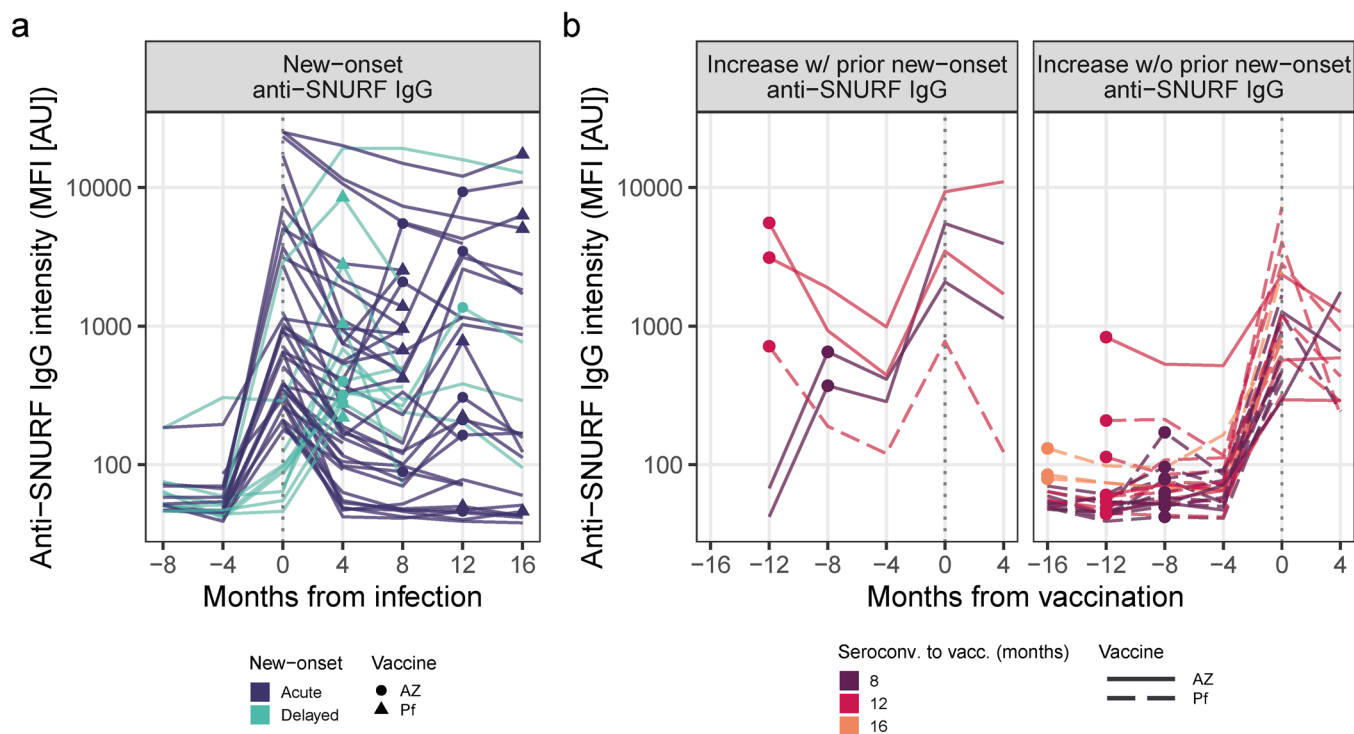 a
New−onset
anti−SNURF IgG
Anti−SNURF IgG intensity (MFI [AU])
10000
1000
100
−8 −4 0 4 8 12 16
Months from infection
New−onset
Acute
Delayed
Vaccine
AZ
Pf
b
Increase w/ prior new−onset
anti−SNURF IgG
Increase w/o prior new−onset
anti−SNURF IgG
Anti−SNURF IgG intensity (MFI [AU])
10000
1000
100
−16 −12 −8 −4 0 4
−16 −12 −8 −4 0 4
Months from vaccination
Seroconv. to vacc. (months)
8
12
16
Vaccine
AZ
Pf